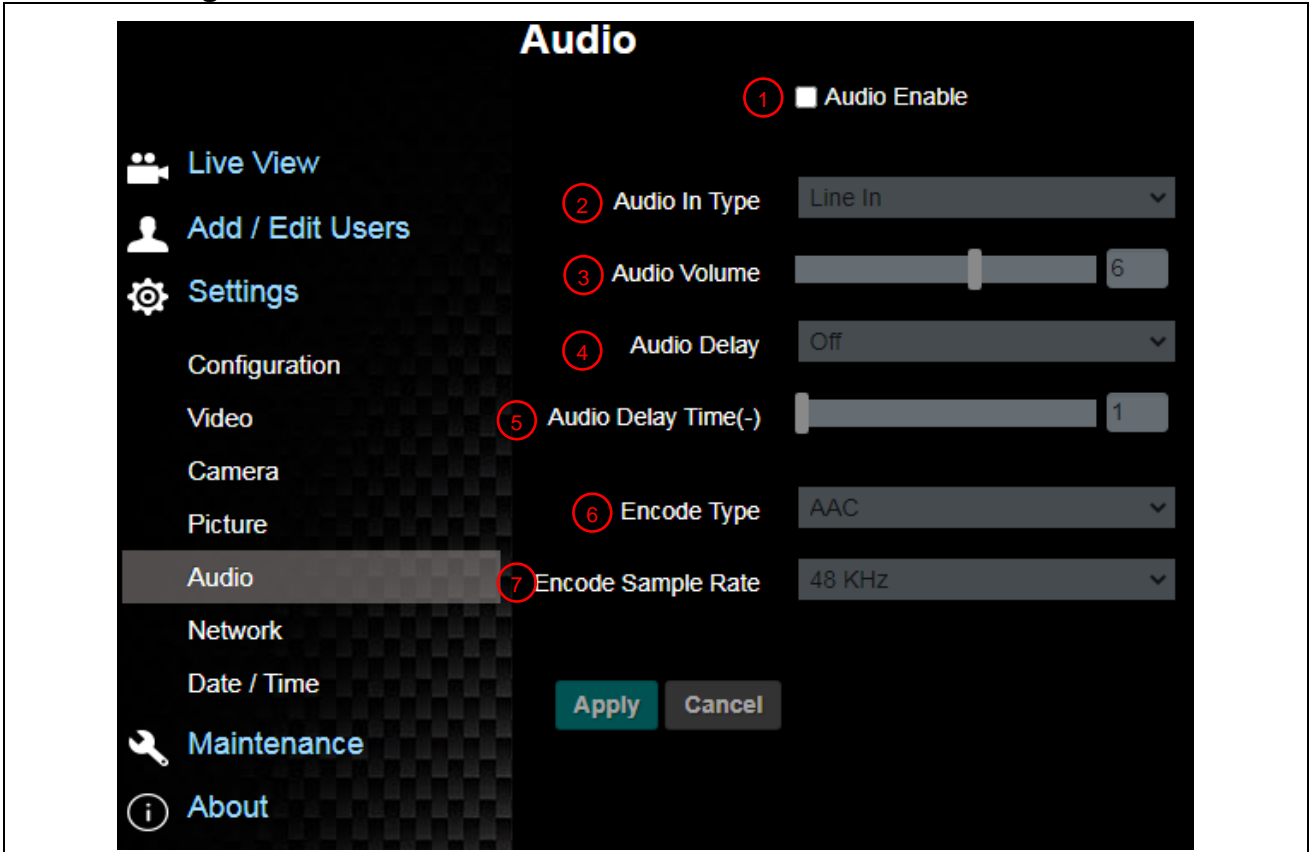 Audio
1 Audio Enable
Live View
Add / Edit Users
Settings
Configuration
Video
Camera
Picture
Audio
Network
Date / Time
Maintenance
About
2 Audio In Type Line In
3 Audio Volume 6
4 Audio Delay Off
5 Audio Delay Time(-) 1
6 Encode Type AAC
7 Encode Sample Rate 48 KHz
Apply Cancel